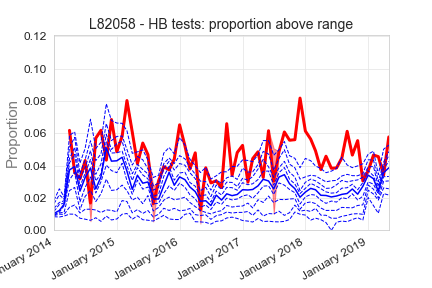 L82058 - HB tests: proportion above range
Proportion
0.12
0.10
0.08
0.06
0.04
0.02
0.00
nuary 2014
January 2015
January 2016
January 2017
January 2018
January 2019